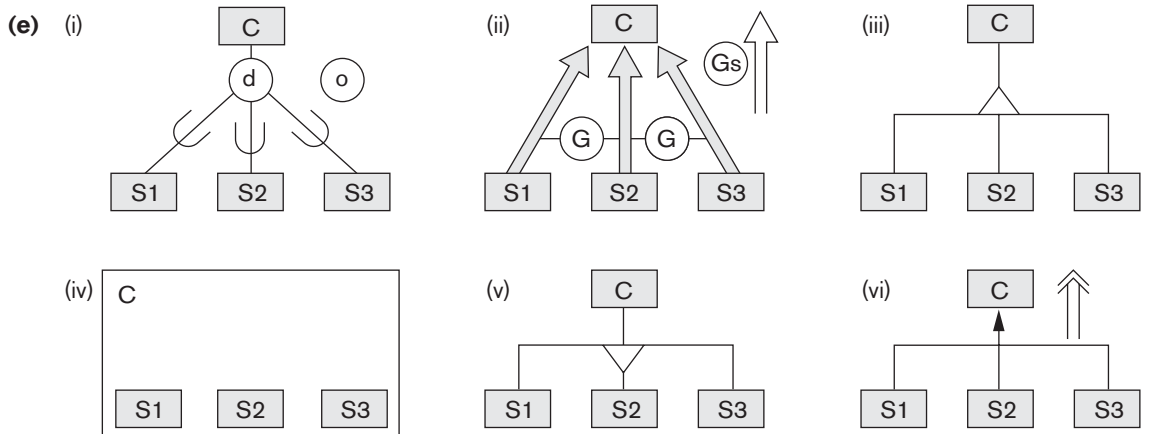 (e) (i) C (ii) C (iii) C
d o Gs
G G
S1 S2 S3 S1 S2 S3 S1 S2 S3
(iv) C (v) C (vi) C
S1 S2 S3 S1 S2 S3 S1 S2 S3